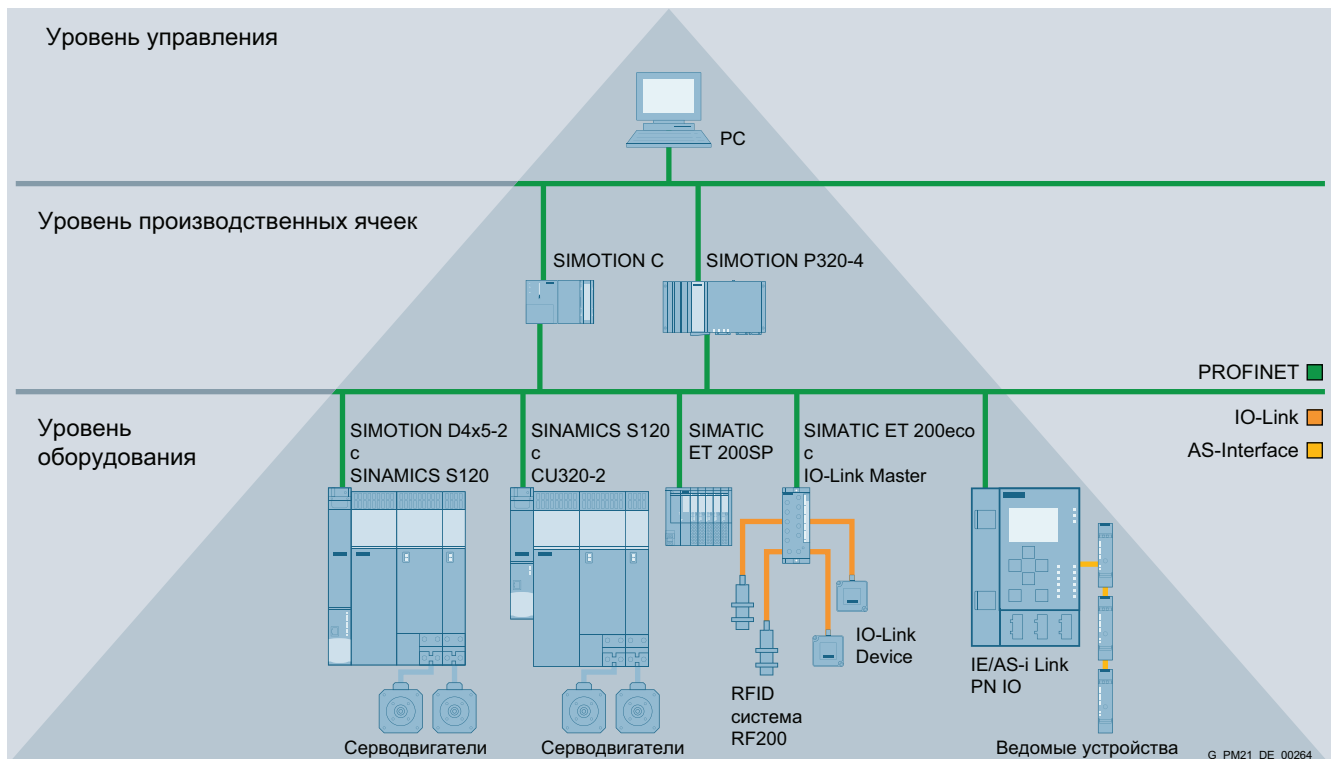 Уровень управления
PC
Уровень производственных ячеек
SIMOTION C
SIMOTION P320-4
PROFINET
IO-Link
AS-Interface
Уровень
оборудования
SIMOTION D4x5-2
с
SINAMICS S120
SINAMICS S120
с
CU320-2
SIMATIC
ET 200SP
SIMATIC ET 200eco
с
IO-Link Master
IO-Link
Device
RFID
система
RF200
IE/AS-i Link
PN IO
Серводвигатели
Серводвигатели
Ведомые устройства
G_PM21_DE_00264